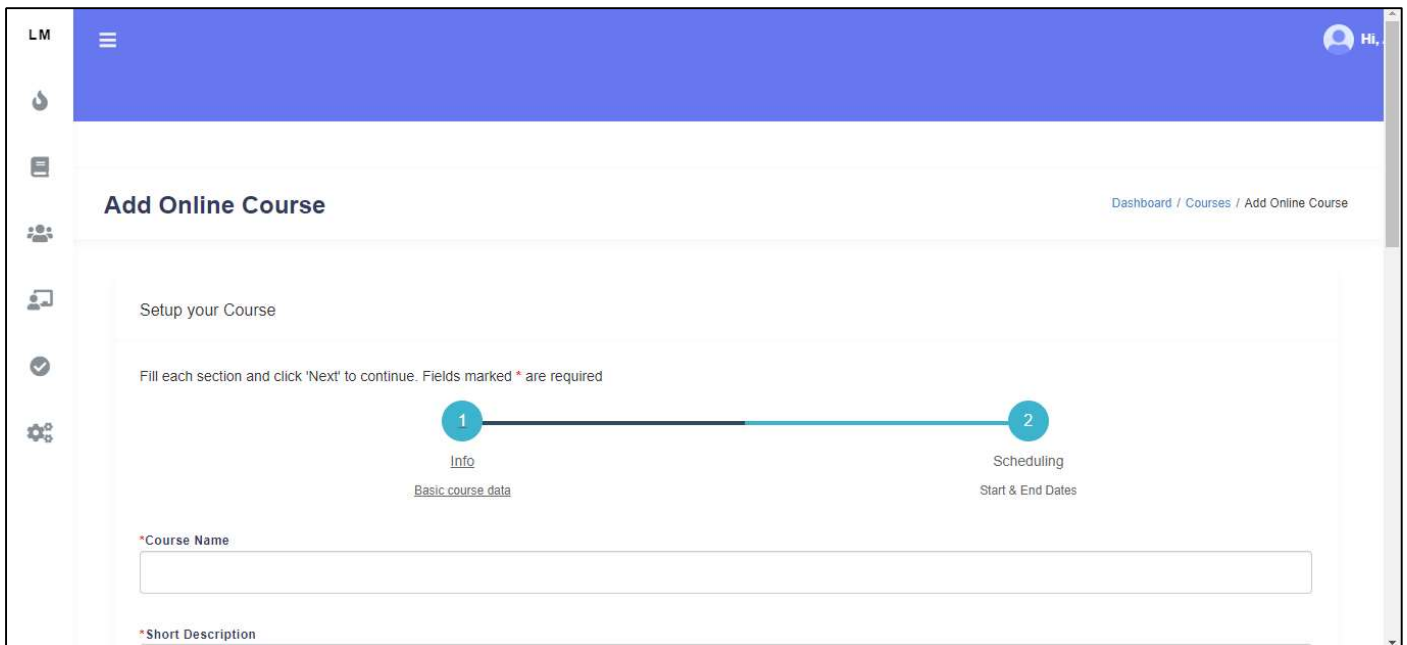 LM
Hi, .
Add Online Course
Dashboard / Courses / Add Online Course
Setup your Course
Fill each section and click 'Next' to continue. Fields marked * are required
1 2
Info Scheduling
Basic course data Start & End Dates
*Course Name
*Short Description